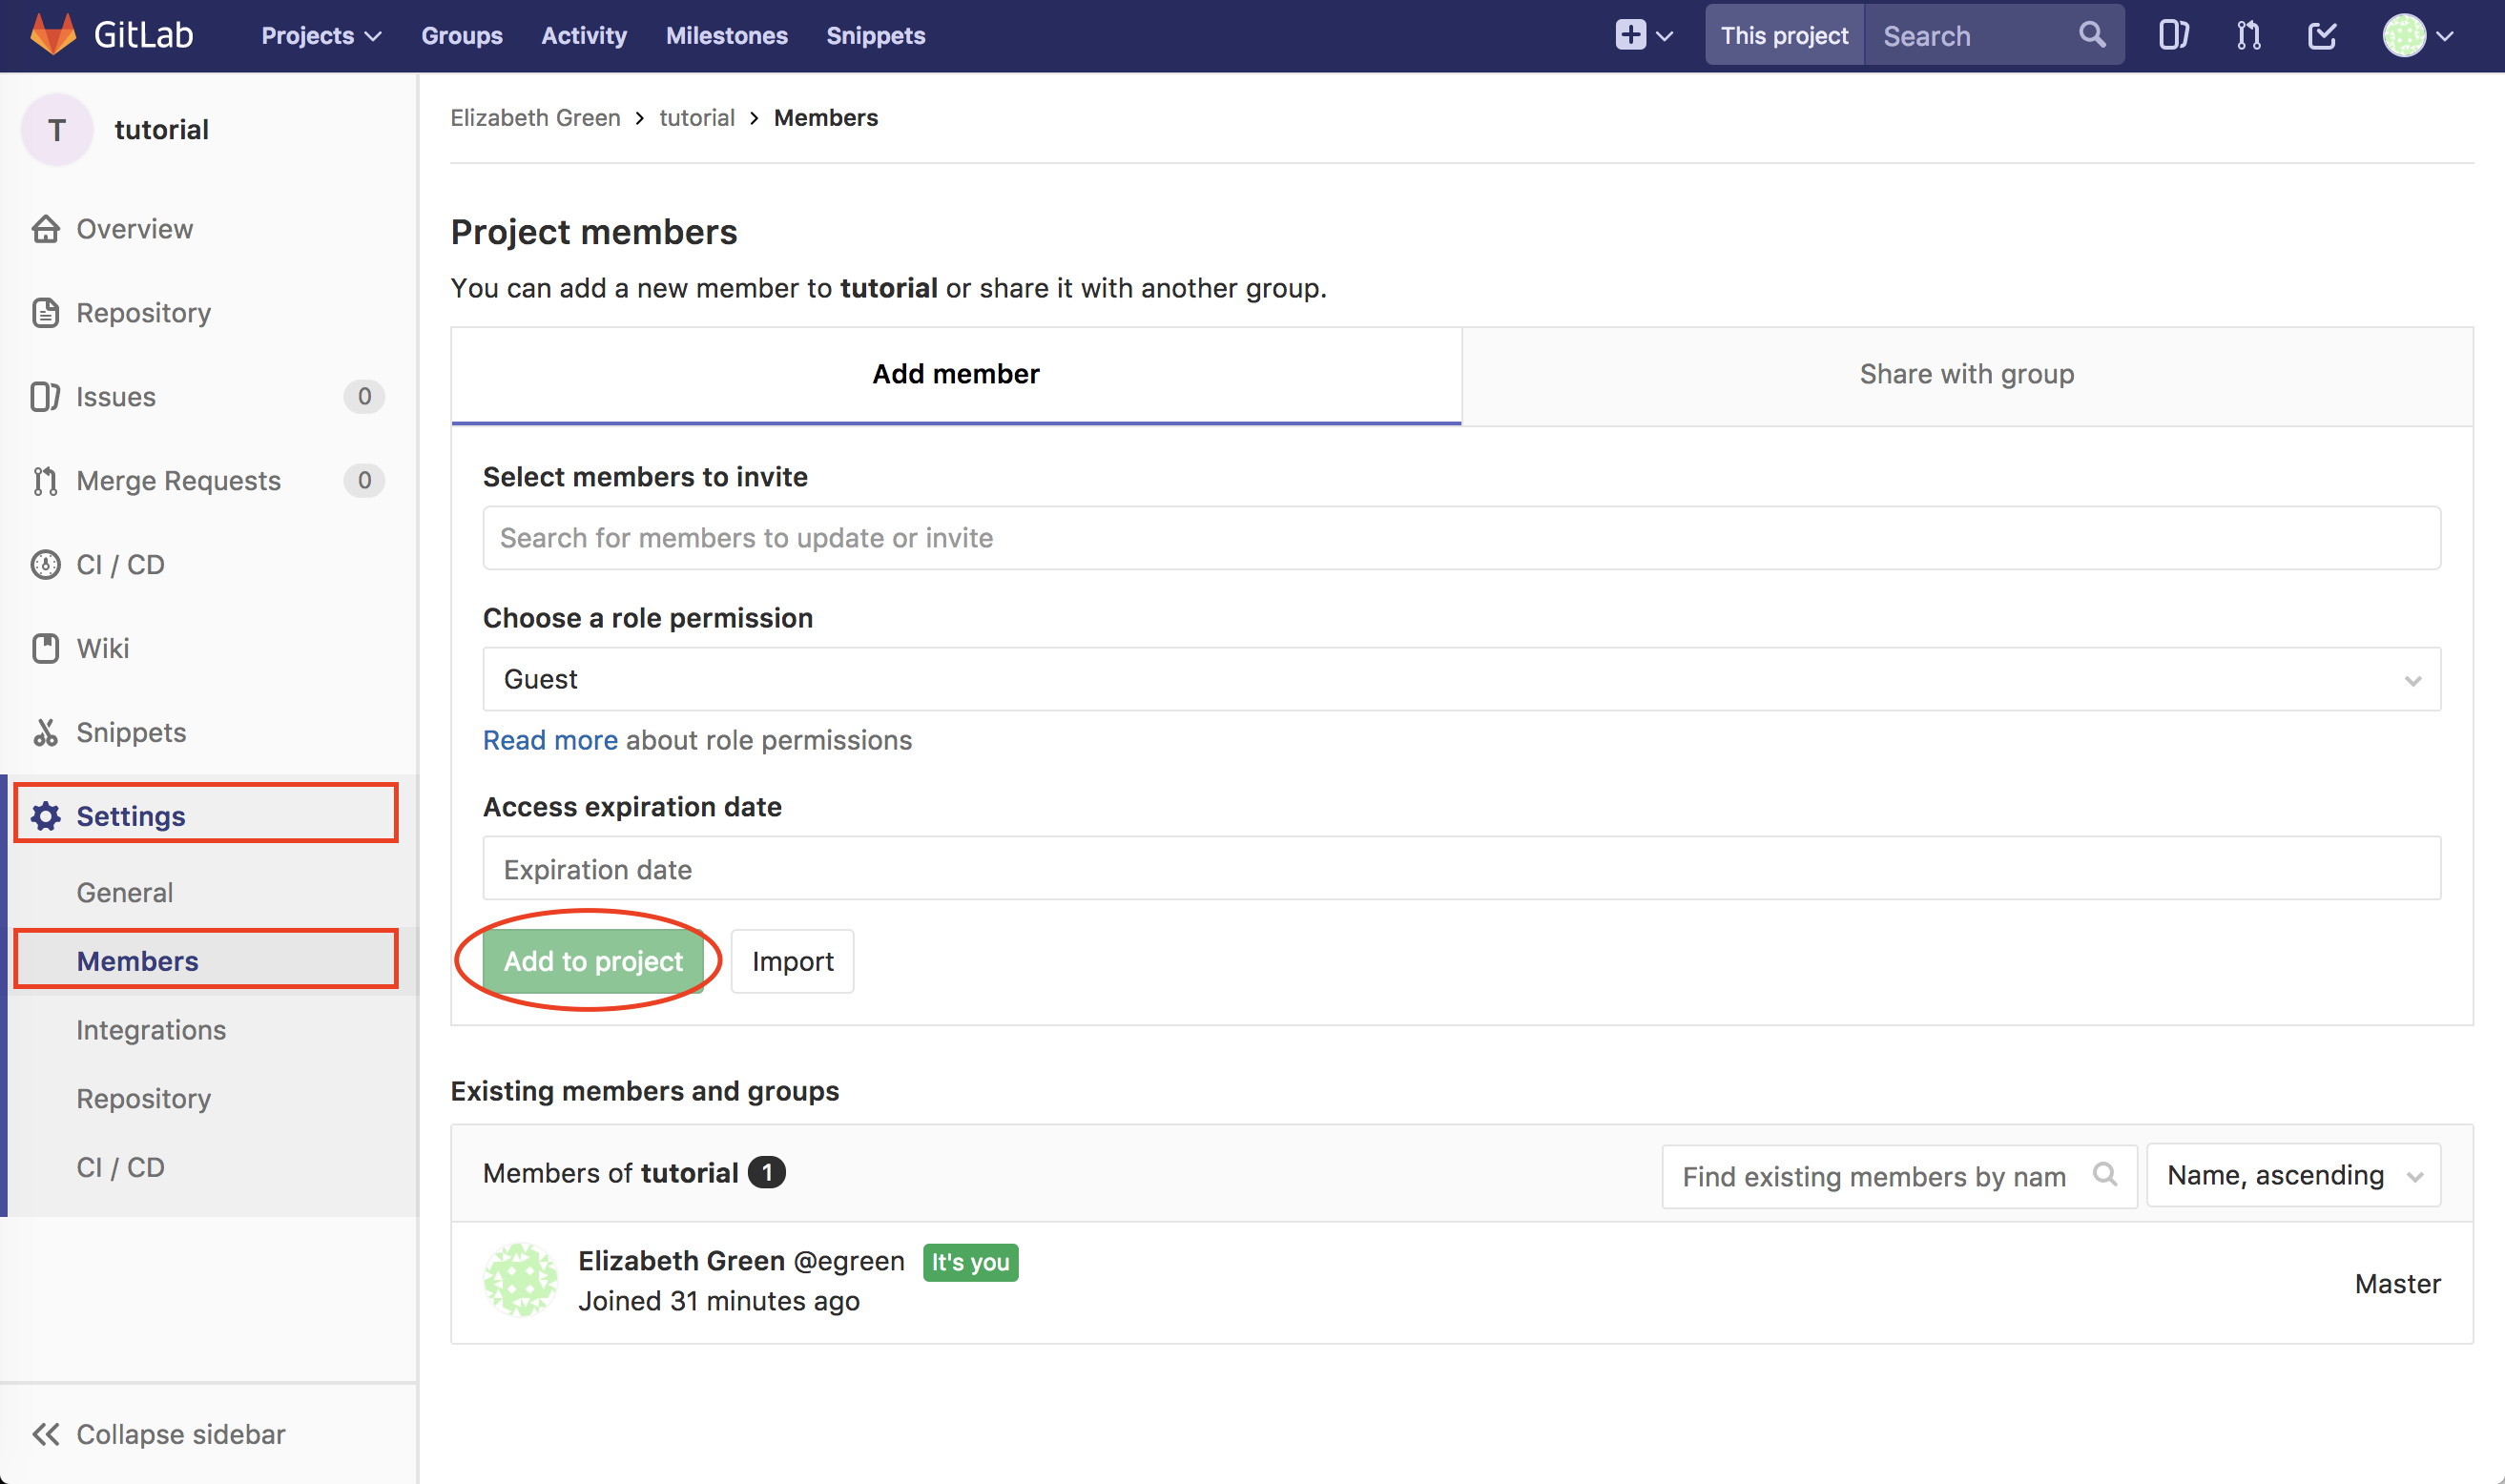 GitLab Projects Groups Activity Milestones Snippets This project Search
T tutorial
Overview
Repository
Issues 0
Merge Requests 0
CI / CD
Wiki
Snippets
Settings
General
Members
Integrations
Repository
CI / CD
Collapse sidebar
Elizabeth Green › tutorial › Members
Project members
You can add a new member to tutorial or share it with another group.
Add member Share with group
Select members to invite
Search for members to update or invite
Choose a role permission
Guest
Read more about role permissions
Access expiration date
Expiration date
Add to project Import
Existing members and groups
Members of tutorial 1 Find existing members by nam Name, ascending
Elizabeth Green @egreen It's you
Joined 31 minutes ago
Master